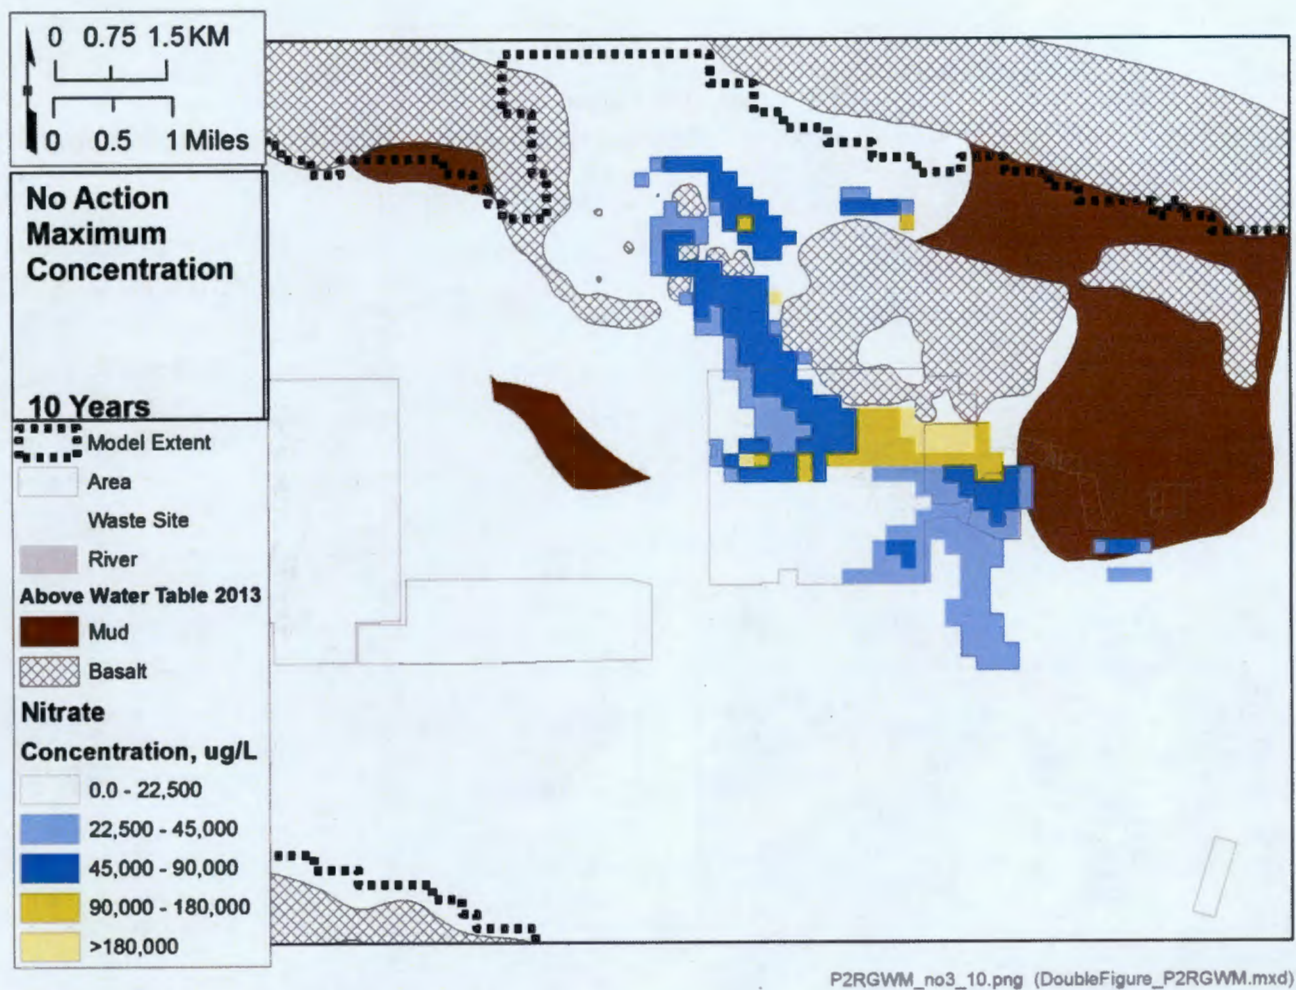 0 0.75 1.5 KM
0 0.5 1 Miles
No Action
Maximum
Concentration
10 Years
Model Extent
Area
Waste Site
River
Above Water Table 2013
Mud
Basalt
Nitrate
Concentration, ug/L
0.0 - 22,500
22,500 - 45,000
45,000 - 90,000
90,000 - 180,000
>180,000
P2RGWM_no3_10.png (DoubleFigure_P2RGWM.mxd)